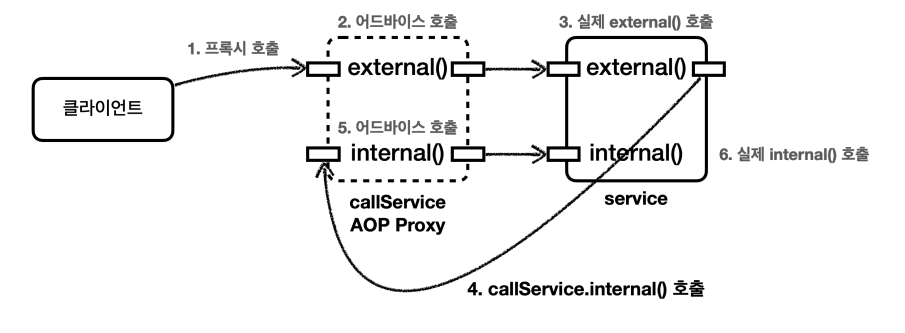 2. 어드바이스 호출
3. 실제 external() 호출
1. 프록시 호출
external()
external()
클라이언트
5. 어드바이스 호출
internal()
internal()
6. 실제 internal() 호출
callService
AOP Proxy
service
4. callService.internal() 호출